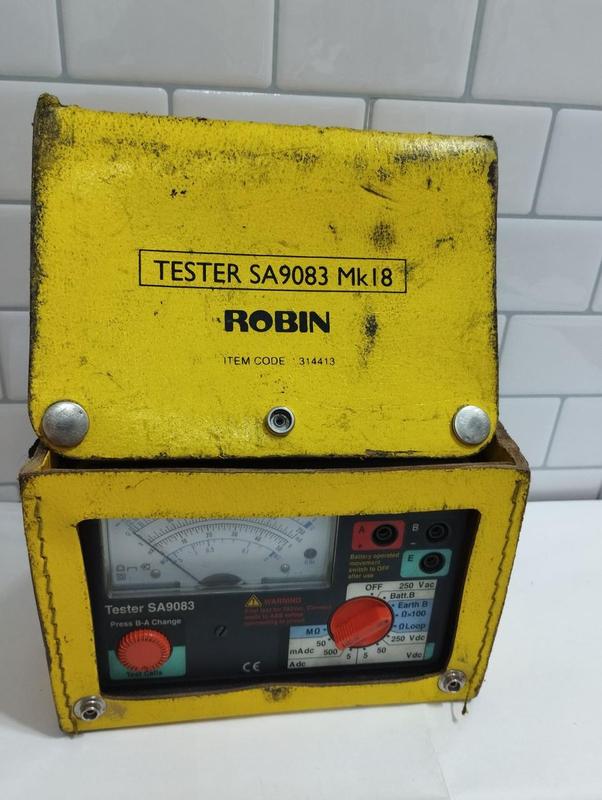 TESTER SA9083 Mk18
ROBIN
ITEM CODE : 314413
A
B
E
Battery operated
movement
switch to OFF
after use
Tester SA9083
Press B-A Change
Test Calls
WARNING
CE
OFF
250 Vac
Batt.B
Earth B
Ω×100
Ω Loop
250 Vdc
50
5
Vdc
5
500
50
mAdc
Adc
MΩ